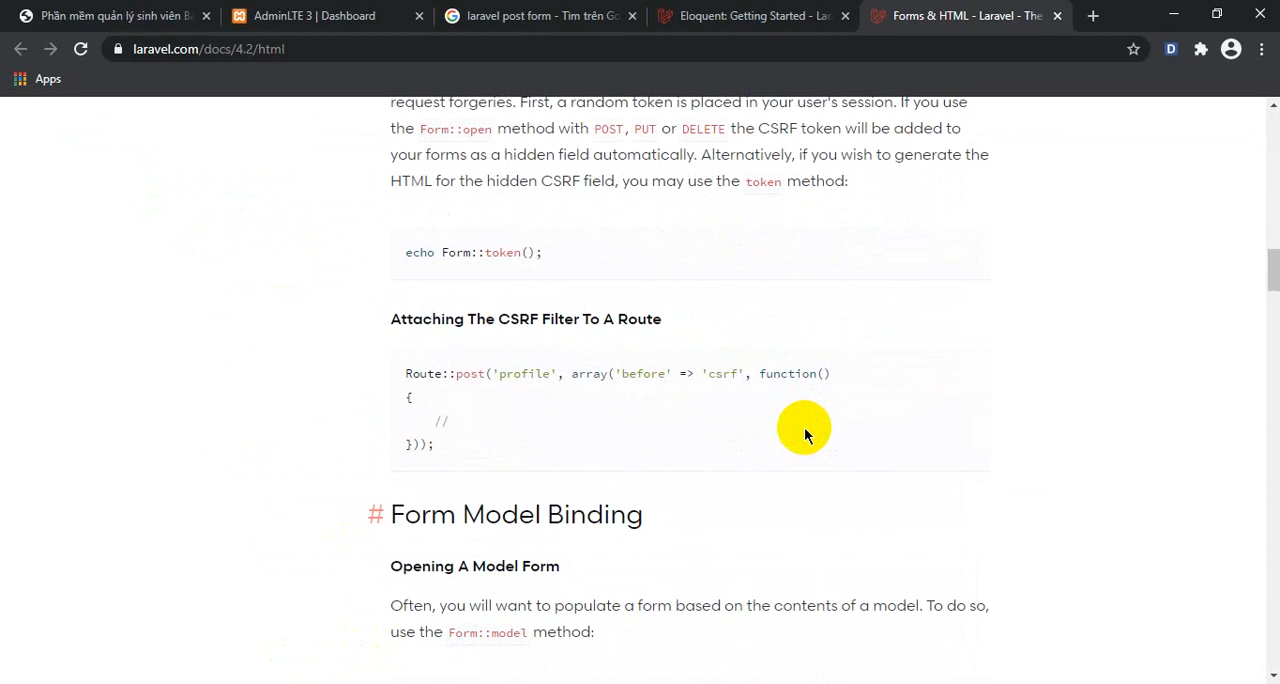 Phần mềm quản lý sinh viên Bá
AdminLTE 3 | Dashboard
laravel post form - Tìm trên Go
Eloquent: Getting Started - La
Forms & HTML - Laravel - The
laravel.com/docs/4.2/html
D
Apps
request forgeries. First, a random token is placed in your user's session. If you use
the Form::open method with POST, PUT or DELETE the CSRF token will be added to
your forms as a hidden field automatically. Alternatively, if you wish to generate the
HTML for the hidden CSRF field, you may use the token method:
echo Form::token();
Attaching The CSRF Filter To A Route
Route::post('profile', array('before' => 'csrf', function()
{
//
}));
# Form Model Binding
Opening A Model Form
Often, you will want to populate a form based on the contents of a model. To do so,
use the Form::model method: